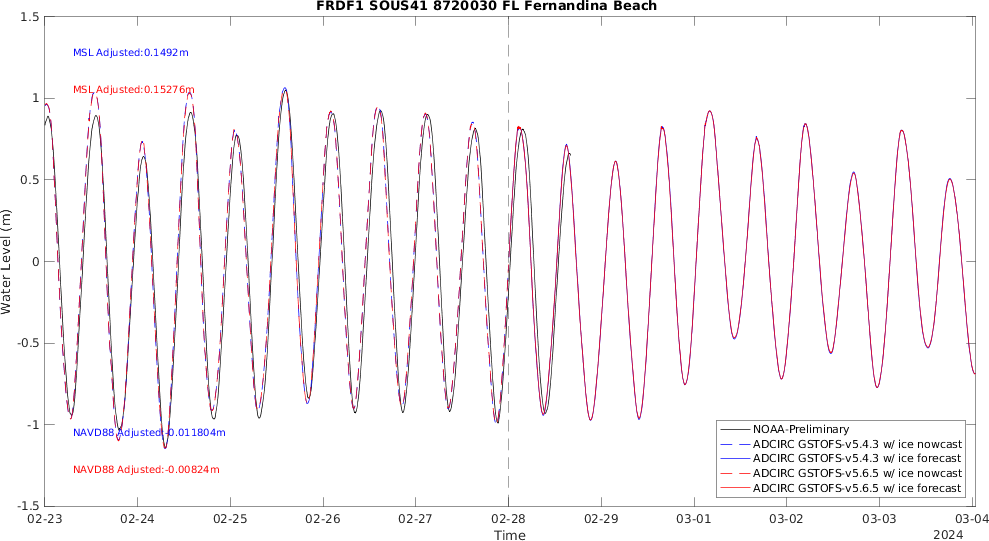 FRDF1 SOUS41 8720030 FL Fernandina Beach
1.5
1
0.5
0
-0.5
-1
-1.5
Water Level (m)
MSL Adjusted:0.1492m
MSL Adjusted:0.15276m
NAVD88 Adjusted:-0.011804m
NAVD88 Adjusted:-0.00824m
NOAA-Preliminary
ADCIRC GSTOFS-v5.4.3 w/ ice nowcast
ADCIRC GSTOFS-v5.4.3 w/ ice forecast
ADCIRC GSTOFS-v5.6.5 w/ ice nowcast
ADCIRC GSTOFS-v5.6.5 w/ ice forecast
02-23 02-24 02-25 02-26 02-27 02-28 02-29 03-01 03-02 03-03 03-04
Time
2024